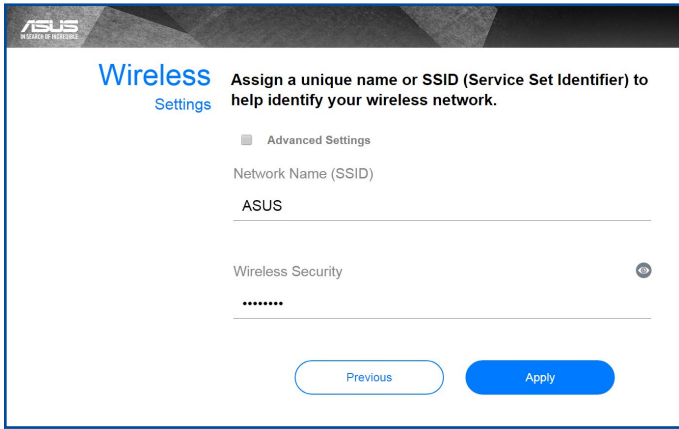 ASUS
IN SEARCH OF INCREDIBLE
Wireless
Settings
Assign a unique name or SSID (Service Set Identifier) to
help identify your wireless network.
Advanced Settings
Network Name (SSID)
ASUS
Wireless Security
••••••••
Previous
Apply